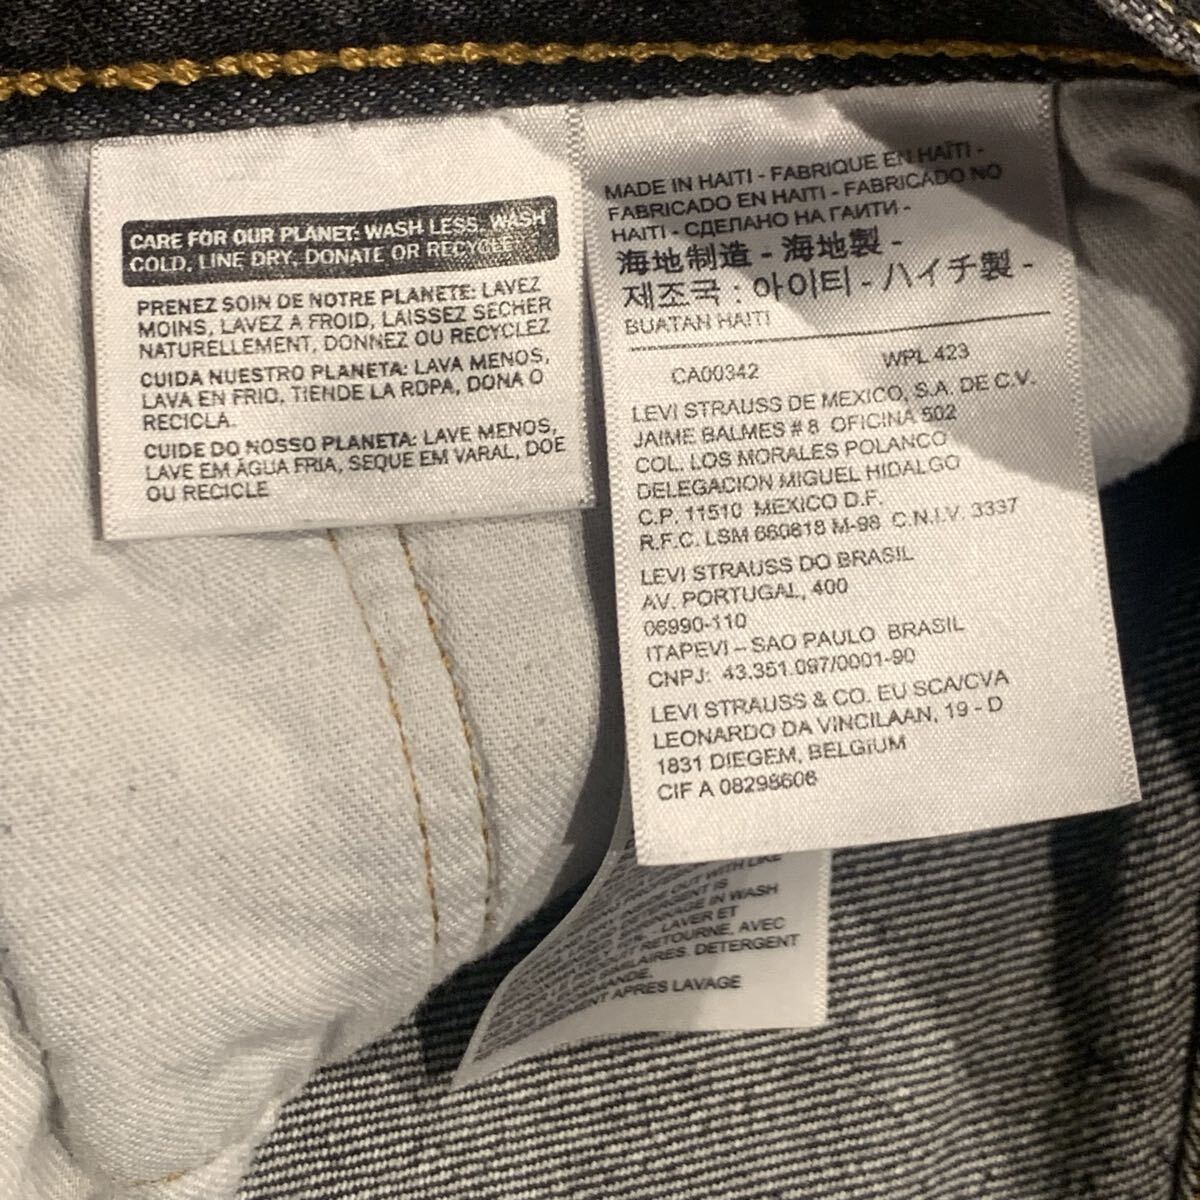 CARE FOR OUR PLANET: WASH LESS, WASH
COLD, LINE DRY, DONATE OR RECYCLE
PRENEZ SOIN DE NOTRE PLANETE: LAVEZ
MOINS, LAVEZ A FROID, LAISSEZ SECHER
NATURELLEMENT, DONNEZ OU RECYCLEZ
CUIDA NUESTRO PLANETA: LAVA MENOS,
LAVA EN FRIO, TIENDE LA ROPA, DONA O
RECICLA.
CUIDE DO NOSSO PLANETA: LAVE MENOS,
LAVE EM ÁGUA FRIA, SEQUE EM VARAL, DOE
OU RECICLE
MADE IN HAITI - FABRIQUE EN HAÏTI -
FABRICADO EN HAITI - FABRICADO NO
HAITI - СДЕЛАНО НА ГАИТИ -
海地制造 - 海地製 -
제조국 : 아이티 - ハイチ製 -
BUATAN HAITI
CA00342 WPL 423
LEVI STRAUSS DE MEXICO, S.A. DE C.V.
JAIME BALMES # 8 OFICINA 502
COL. LOS MORALES POLANCO
DELEGACION MIGUEL HIDALGO
C.P. 11510 MEXICO D.F.
R.F.C. LSM 660818 M-98 C.N.I.V. 3337
LEVI STRAUSS DO BRASIL
AV. PORTUGAL, 400
06990-110
ITAPEVI – SAO PAULO BRASIL
CNPJ: 43.351.097/0001-90
LEVI STRAUSS & CO. EU SCA/CVA
LEONARDO DA VINCILAAN, 19 - D
1831 DIEGEM, BELGIUM
CIF A 08298606
OUT WITH LIKE
IS
IN WASH
LAVER ET
RETOURNE, AVEC
DETERGENT
APRES LAVAGE